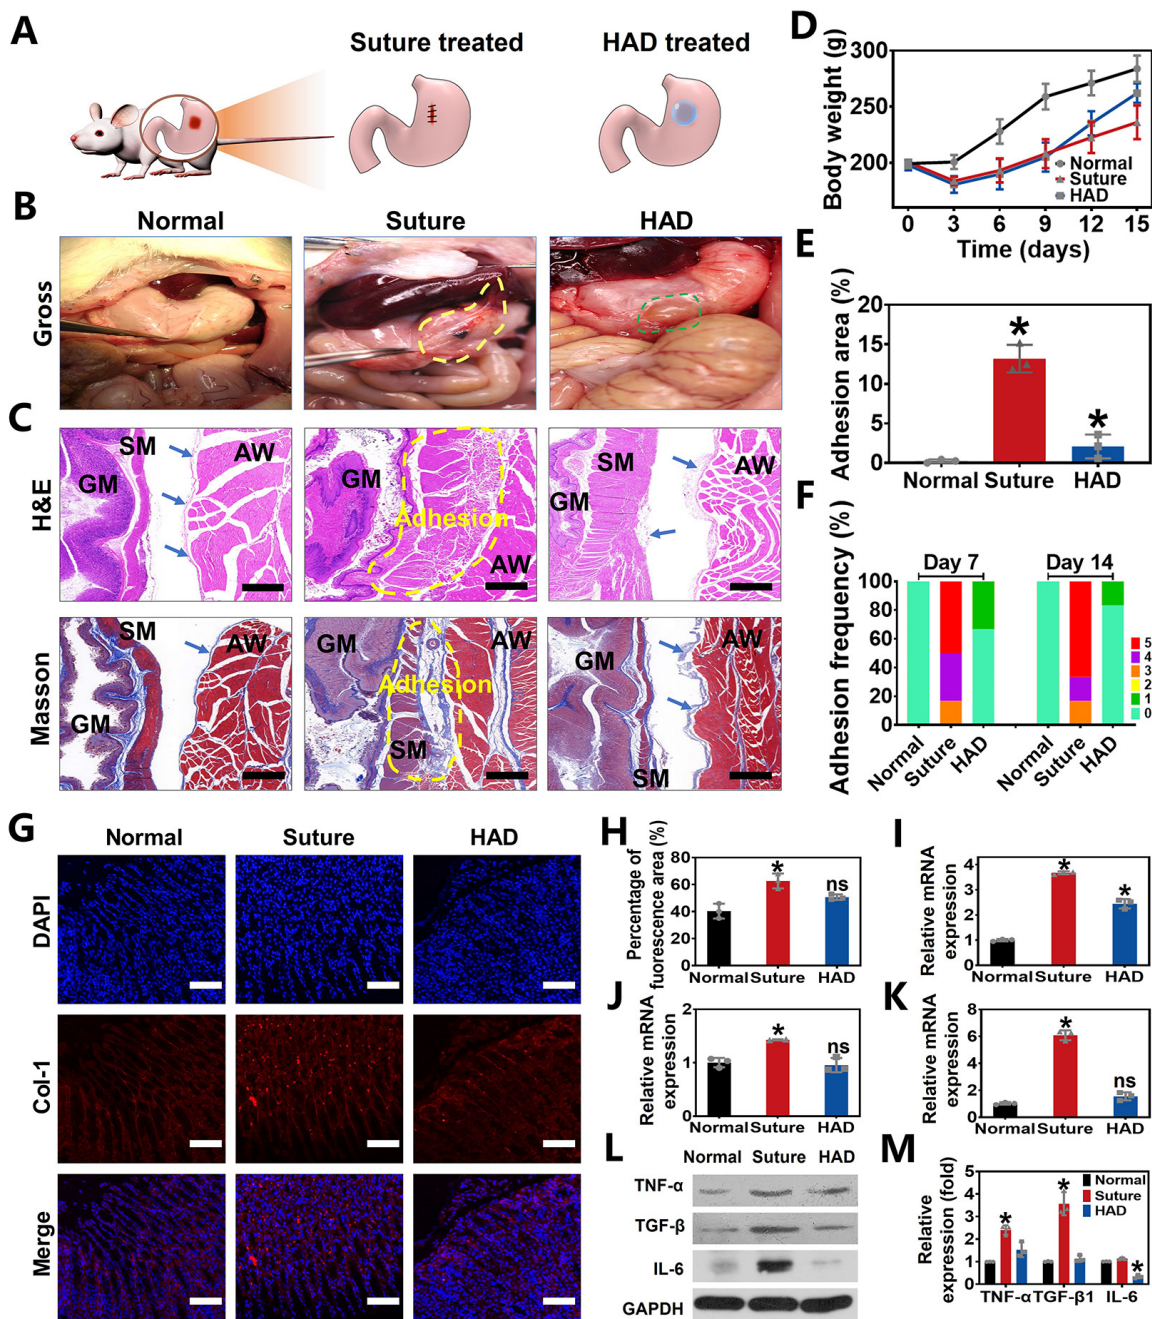 A
Suture treated
HAD treated
B
Normal
Suture
HAD
Gross
C
H&E
SM
GM
AW
GM
Adhesion
AW
SM
GM
AW
Masson
SM
GM
AW
GM
Adhesion
AW
SM
GM
AW
SM
D
Body weight (g)
300
250
200
Normal
Suture
HAD
0
3
6
9
12
15
Time (days)
E
Adhesion area (%)
20
15
10
5
0
*
*
Normal
Suture
HAD
F
Adhesion frequency (%)
Day 7
Day 14
100
80
60
40
20
0
5
4
3
2
1
0
Normal
Suture
HAD
Normal
Suture
HAD
G
Normal
Suture
HAD
DAPI
Col-1
Merge
H
Percentage of
fuorescence area (%)
80
60
40
20
0
*
ns
Normal
Suture
HAD
I
Relative mRNA
expression
4
3
2
1
0
*
*
Normal
Suture
HAD
J
Relative mRNA
expression
2
1
0
*
ns
Normal
Suture
HAD
K
Relative mRNA
expression
8
6
4
2
0
*
ns
Normal
Suture
HAD
L
Normal
Suture
HAD
TNF-α
TGF-β
IL-6
GAPDH
M
Relative
expression (fold)
5
4
3
2
1
0
*
*
*
Normal
Suture
HAD
TNF-α
TGF-β1
IL-6